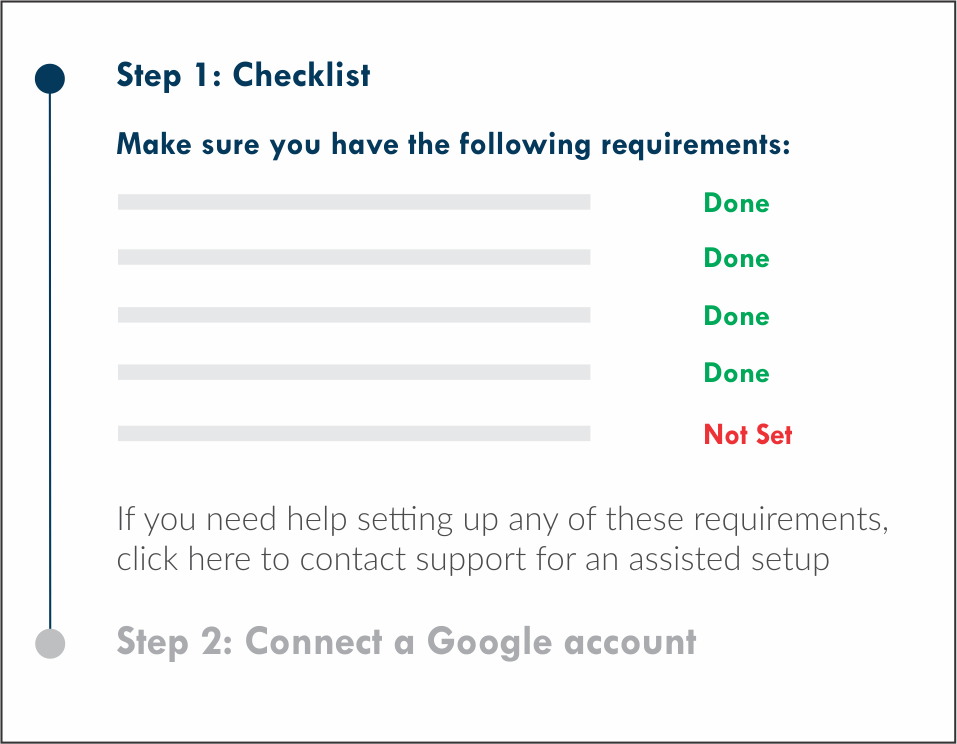 Step 1: Checklist
Make sure you have the following requirements:
Done
Done
Done
Done
Not Set
If you need help setting up any of these requirements,
click here to contact support for an assisted setup
Step 2: Connect a Google account